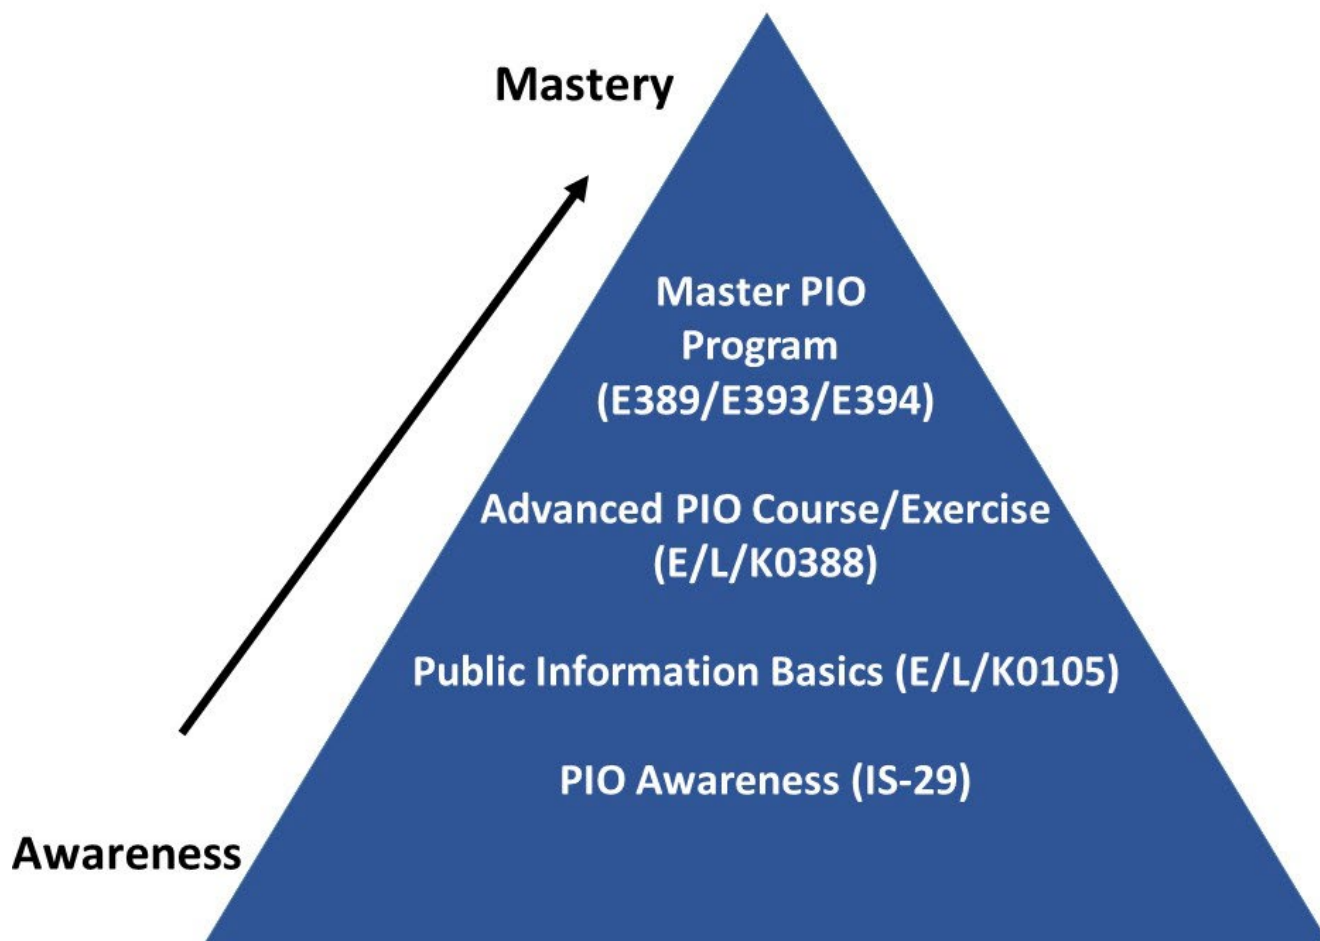 Mastery
Master PIO
Program
(E389/E393/E394)
Advanced PIO Course/Exercise
(E/L/K0388)
Public Information Basics (E/L/K0105)
PIO Awareness (IS-29)
Awareness